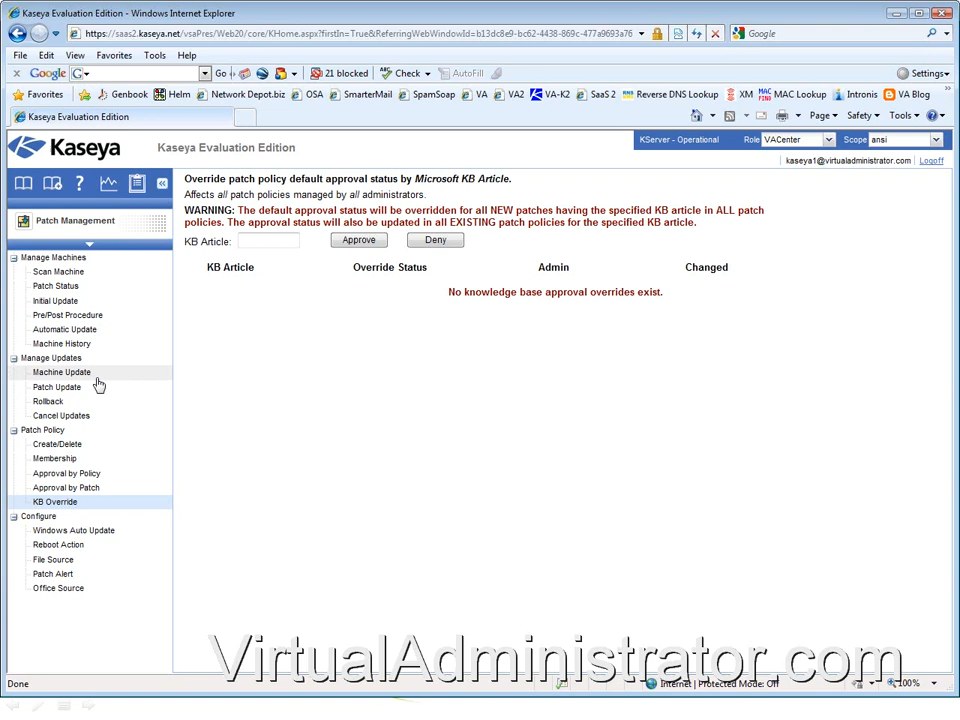 Kaseya Evaluation Edition - Windows Internet Explorer
https://saas2.kaseya.net/vsaPres/Web20/core/KHome.aspx?firstIn=True&ReferringWebWindowId=b13dc8e9-bc62-4438-869c-477a9693a76
Google
File Edit View Favorites Tools Help
Google G Go 21 blocked Check AutoFill Settings
Favorites Genbook Helm Network Depot.biz OSA SmarterMail SpamSoap VA VA2 VA-K2 SaaS 2 Reverse DNS Lookup XM MAC Lookup Intronis VA Blog
Kaseya Evaluation Edition
Page Safety Tools
Kaseya Kaseya Evaluation Edition
KServer - Operational Role VACenter Scope ansi
kaseya1@virtualadministrator.com Logoff
Patch Management
Manage Machines
Scan Machine
Patch Status
Initial Update
Pre/Post Procedure
Automatic Update
Machine History
Manage Updates
Machine Update
Patch Update
Rollback
Cancel Updates
Patch Policy
Create/Delete
Membership
Approval by Policy
Approval by Patch
KB Override
Configure
Windows Auto Update
Reboot Action
File Source
Patch Alert
Office Source
Override patch policy default approval status by Microsoft KB Article.
Affects all patch policies managed by all administrators.
WARNING: The default approval status will be overridden for all NEW patches having the specified KB article in ALL patch
policies. The approval status will also be updated in all EXISTING patch policies for the specified KB article.
KB Article: Approve Deny
KB Article Override Status Admin Changed
No knowledge base approval overrides exist.
VirtualAdministrator.com
Done Internet | Protected Mode: Off 100%